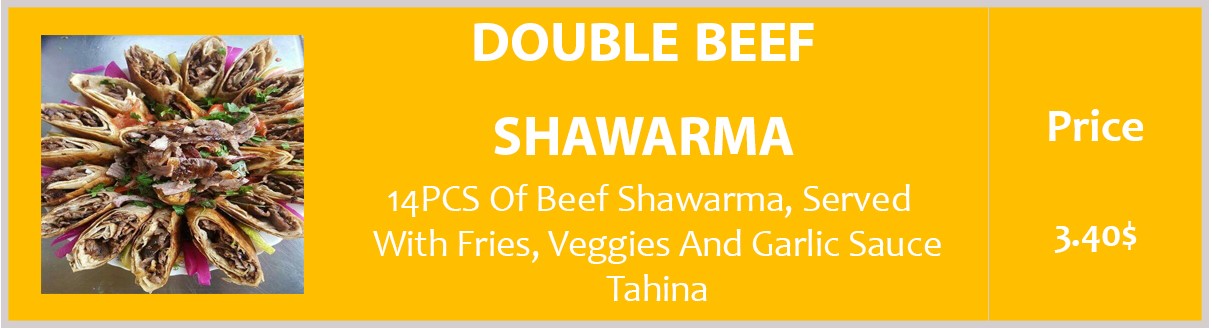 DOUBLE BEEF
SHAWARMA
14PCS Of Beef Shawarma, Served
With Fries, Veggies And Garlic Sauce
Tahina
Price
3.40$